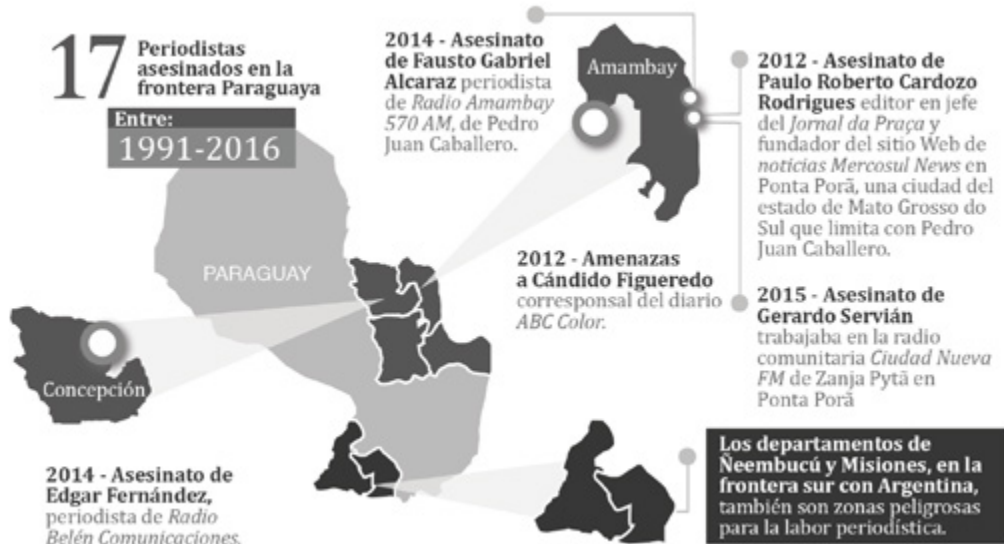 17
Periodistas
asesinados en la
frontera Paraguaya
Entre:
1991-2016
2014 - Asesinato
de Fausto Gabriel
Alcaraz periodista
de Radio Amambay
570 AM, de Pedro
Juan Caballero.
Amambay
2012 - Asesinato de
Paulo Roberto Cardozo
Rodrigues editor en jefe
del Jornal da Praça y
fundador del sitio Web de
noticias Mercosul News en
Ponta Porã, una ciudad del
estado de Mato Grosso do
Sul que limita con Pedro
Juan Caballero.
PARAGUAY
2012 - Amenazas
a Cándido Figueredo
corresponsal del diario
ABC Color.
2015 - Asesinato de
Gerardo Servián
trabajaba en la radio
comunitaria Ciudad Nueva
FM de Zanja Pytã en
Ponta Porã
Concepción
2014 - Asesinato de
Edgar Fernández,
periodista de Radio
Belén Comunicaciones.
Los departamentos de
Ñeembucú y Misiones, en la
frontera sur con Argentina,
también son zonas peligrosas
para la labor periodística.